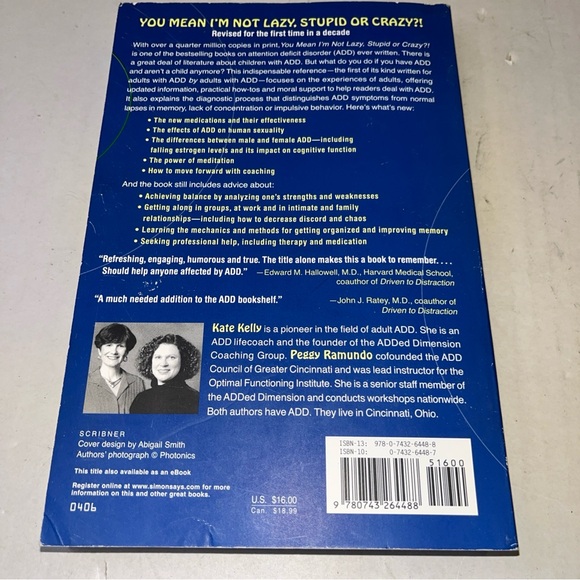 YOU MEAN I'M NOT LAZY, STUPID OR CRAZY?!
Revised for the first time in a decade
With over a quarter million copies in print, You Mean I'm Not Lazy, Stupid or Crazy?!
is one of the bestselling books on attention deficit disorder (ADD) ever written. There is a
great deal of literature about children with ADD. But what do you do if you have ADD
and aren't a child anymore? This indispensable reference—the first of its kind written for
adults with ADD by adults with ADD—focuses on the experiences of adults, offering
updated information, practical how-tos and moral support to help readers deal with ADD.
It also explains the diagnostic process that distinguishes ADD symptoms from normal
lapses in memory, lack of concentration or impulsive behavior. Here's what's new:
• The new medications and their effectiveness
• The effects of ADD on human sexuality
• The differences between male and female ADD—including
falling estrogen levels and its impact on cognitive function
• The power of meditation
• How to move forward with coaching
And the book still includes advice about:
• Achieving balance by analyzing one's strengths and weaknesses
• Getting along in groups, at work and in intimate and family
relationships—including how to decrease discord and chaos
• Learning the mechanics and methods for getting organized and improving memory
• Seeking professional help, including therapy and medication
"Refreshing, engaging, humorous and true. The title alone makes this a book to remember. . . .
Should help anyone affected by ADD." —Edward M. Hallowell, M.D., Harvard Medical School,
coauthor of Driven to Distraction
"A much needed addition to the ADD bookshelf." —John J. Ratey, M.D., coauthor of
Driven to Distraction
Kate Kelly is a pioneer in the field of adult ADD. She is an
ADD lifecoach and the founder of the ADDed Dimension
Coaching Group. Peggy Ramundo cofounded the ADD
Council of Greater Cincinnati and was lead instructor for the
Optimal Functioning Institute. She is a senior staff member of
the ADDed Dimension and conducts workshops nationwide.
Both authors have ADD. They live in Cincinnati, Ohio.
SCRIBNER
Cover design by Abigail Smith
Authors' photograph © Photonics
This title also available as an eBook
Register online at www.simonsays.com for more
information on this and other great books.
0406
U.S. $16.00
Can. $18.99
ISBN-13: 978-0-7432-6448-8
ISBN-10: 0-7432-6448-7
51600
9 780743 264488